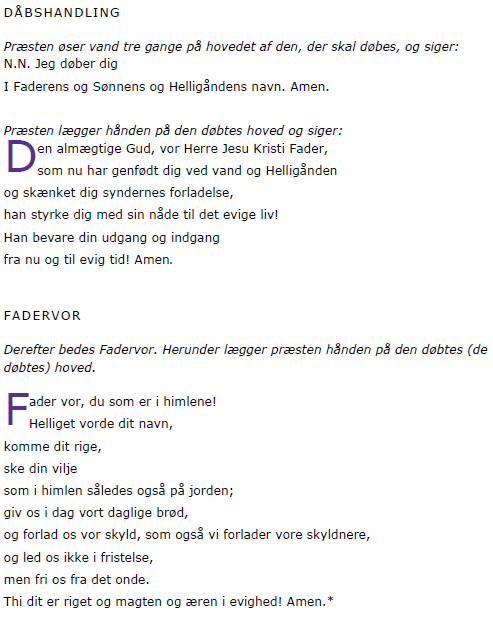 DÅBSHANDLING
Præsten øser vand tre gange på hovedet af den, der skal døbes, og siger:
N.N. Jeg døber dig
I Faderens og Sønnens og Helligåndens navn. Amen.
Præsten lægger hånden på den døbtes hoved og siger:
Den almægtige Gud, vor Herre Jesu Kristi Fader,
som nu har genfødt dig ved vand og Helligånden
og skænket dig syndernes forladelse,
han styrke dig med sin nåde til det evige liv!
Han bevare din udgang og indgang
fra nu og til evig tid! Amen.
FADERVOR
Derefter bedes Fadervor. Herunder lægger præsten hånden på den døbtes (de
døbtes) hoved.
Fader vor, du som er i himlene!
Helliget vorde dit navn,
komme dit rige,
ske din vilje
som i himlen således også på jorden;
giv os i dag vort daglige brød,
og forlad os vor skyld, som også vi forlader vore skyldnere,
og led os ikke i fristelse,
men fri os fra det onde.
Thi dit er riget og magten og æren i evighed! Amen.*